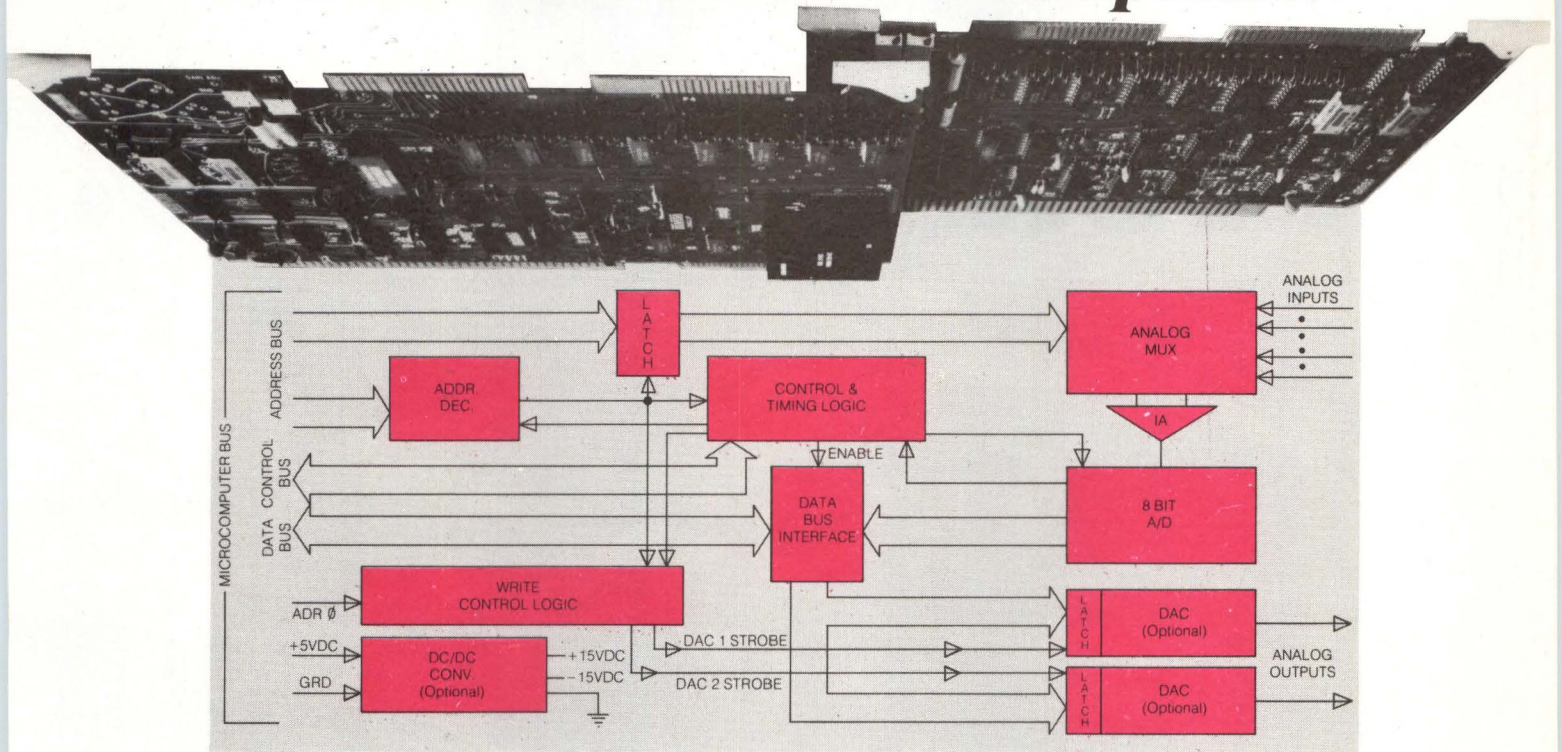 ANALOG
INPUTS
LATCH
ANALOG
MUX
ADDRESS BUS
ADDR.
DEC.
CONTROL &
TIMING LOGIC
IA
MICROCOMPUTER BUS
CONTROL
BUS
ENABLE
DATA
BUS
DATA
BUS
INTERFACE
8 BIT
A/D
WRITE
CONTROL LOGIC
ADR Ø
LATCH
DAC
(Optional)
DAC 1 STROBE
+5VDC
DC/DC
CONV.
(Optional)
+15VDC
-15VDC
GRD
ANALOG
OUTPUTS
DAC 2 STROBE
LATCH
DAC
(Optional)